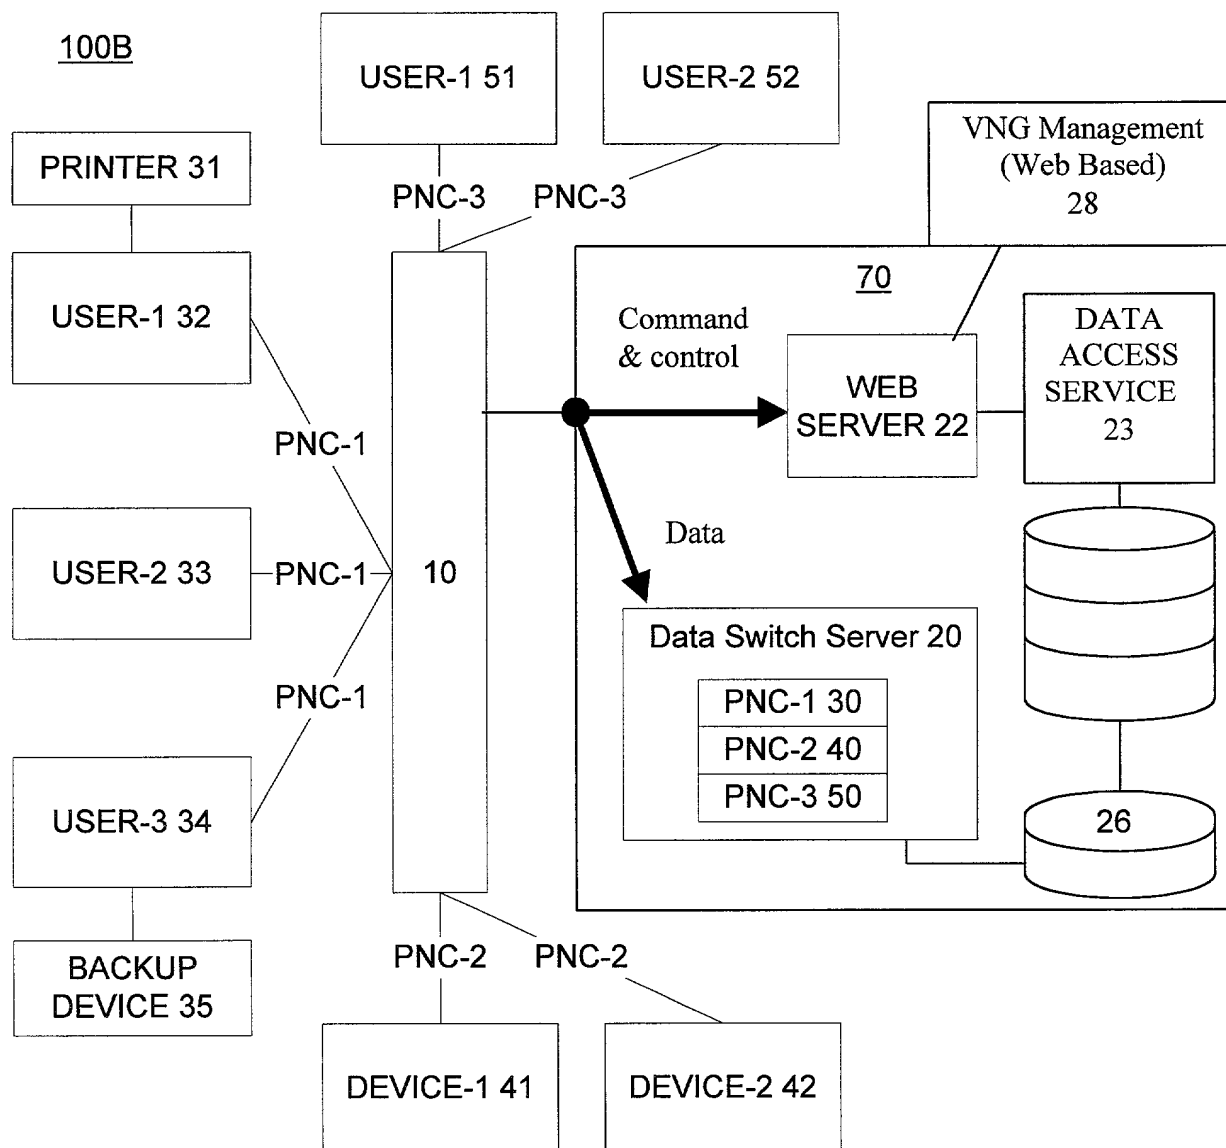 100B
USER-1 51
USER-2 52
VNG Management
(Web Based)
28
PRINTER 31
PNC-3
PNC-3
USER-1 32
70
Command
& control
WEB
SERVER 22
DATA
ACCESS
SERVICE
23
PNC-1
USER-2 33
PNC-1
10
Data
Data Switch Server 20
PNC-1
PNC-1 30
PNC-2 40
PNC-3 50
USER-3 34
26
PNC-2
PNC-2
BACKUP
DEVICE 35
DEVICE-1 41
DEVICE-2 42